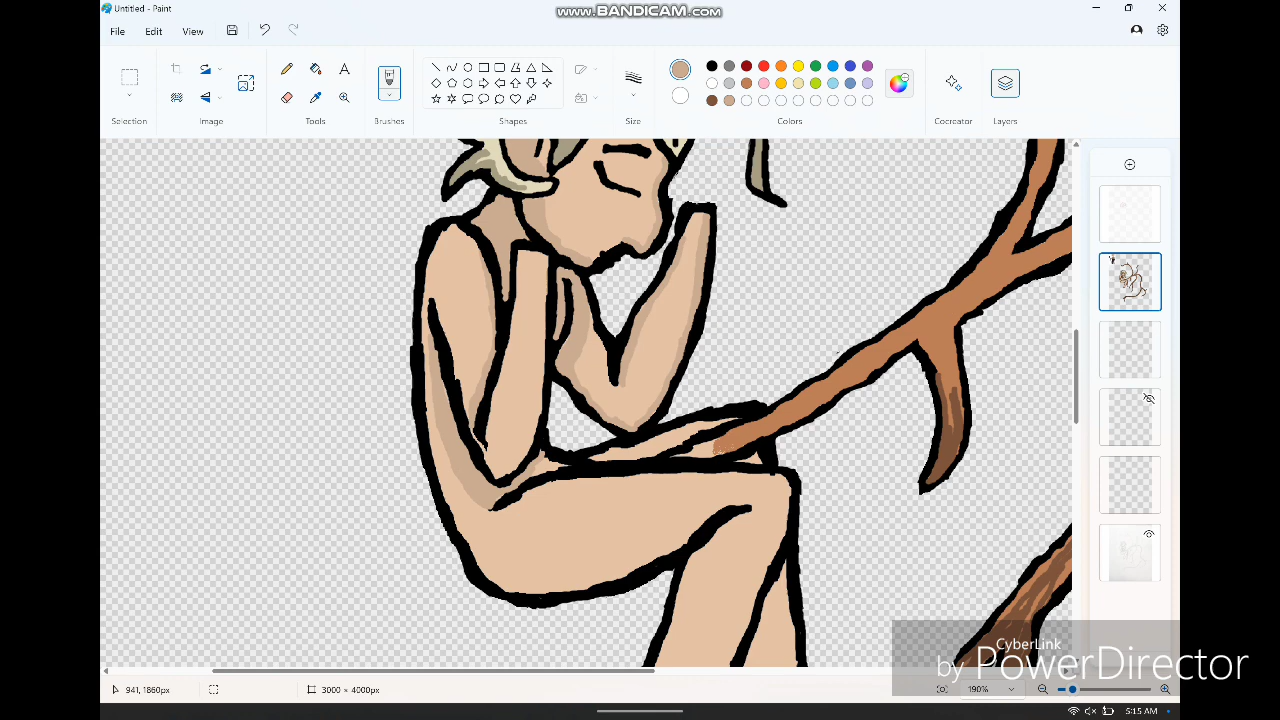 www.BANDICAM.com
Untitled - Paint
File Edit View
Selection Image Tools Brushes Shapes Size Colors Cocreator Layers
CyberLink
by PowerDirector
941, 1860px 3000 × 4000px 190%
5:15 AM